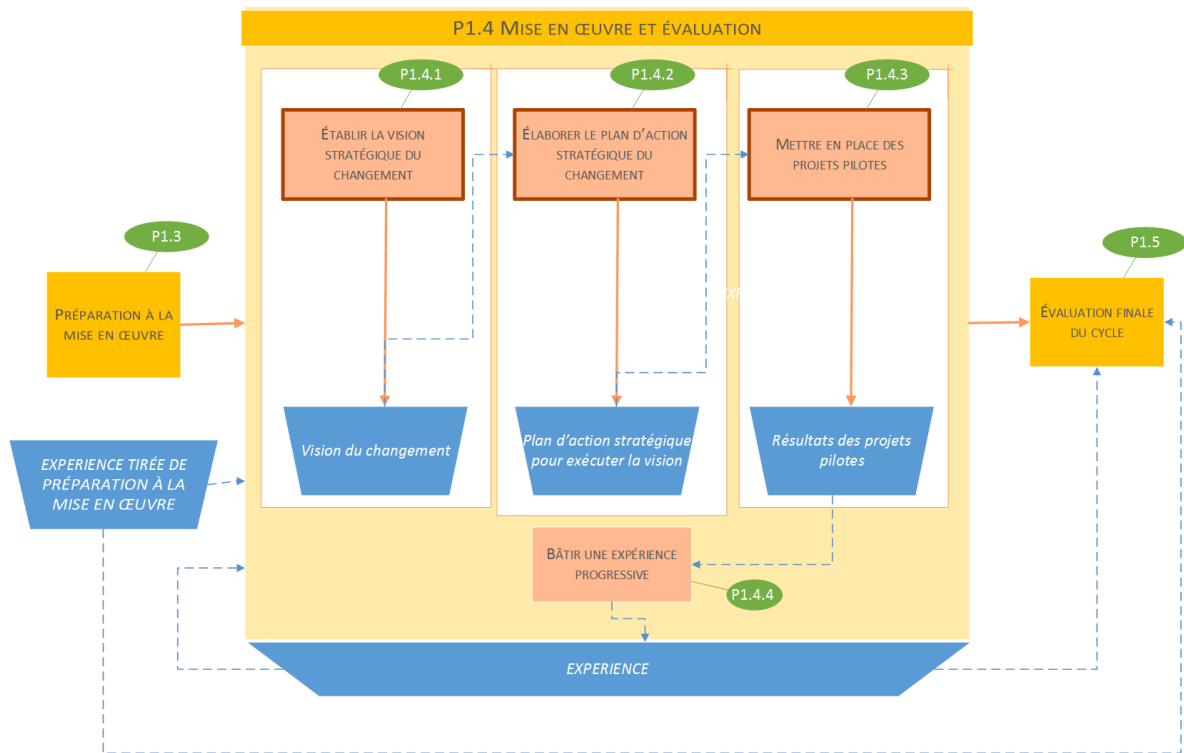 P1.4 Mise en œuvre et évaluation
P1.4.1
P1.4.2
P1.4.3
Établir la vision
stratégique du
changement
Élaborer le plan d'action
stratégique du
changement
Mettre en place des
projets pilotes
P1.3
P1.5
Préparation à la
mise en œuvre
Évaluation finale
du cycle
Vision du changement
Plan d'action stratégique
pour exécuter la vision
Résultats des projets
pilotes
EXPERIENCE TIRÉE DE
PRÉPARATION À LA
MISE EN ŒUVRE
Bâtir une expérience
progressive
P1.4.4
EXPERIENCE